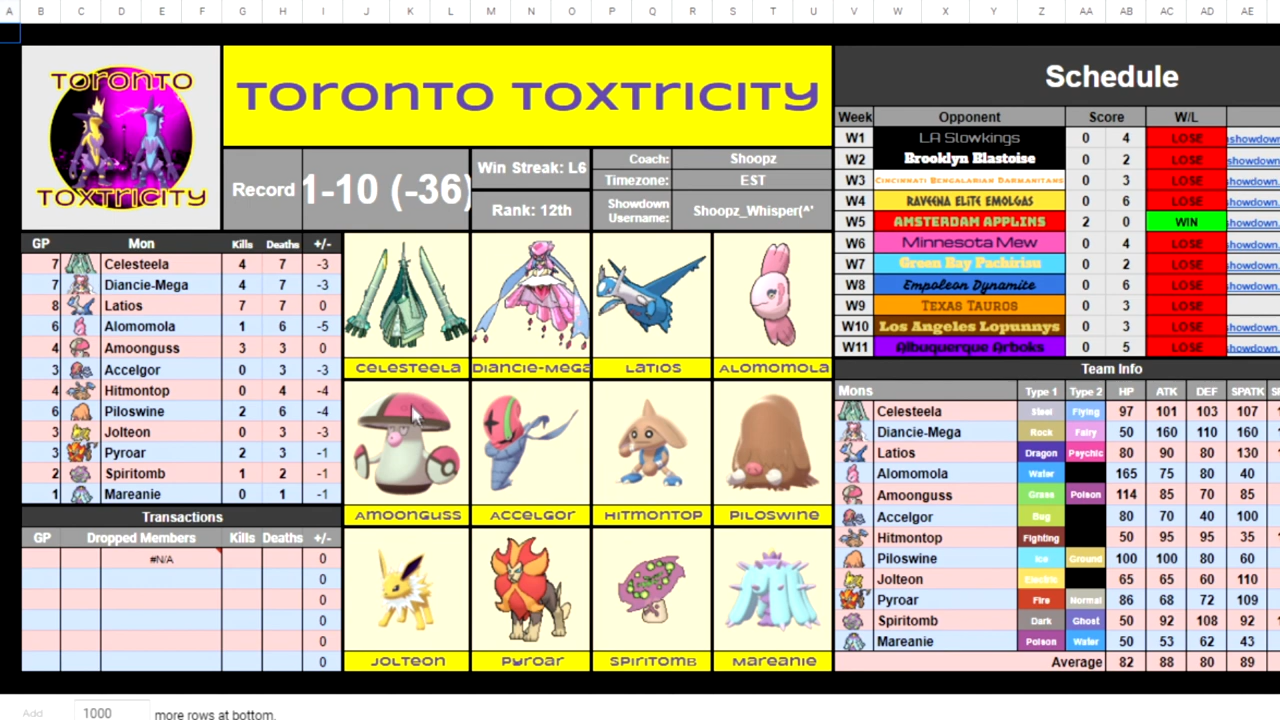 A B C D E F G H I J K L M N O P Q R S T U V W X Y Z AA AB AC AD AE
TORONTO
TOXTRICITY
TORONTO TOXTRICITY
Record 1-10 (-36)
Win Streak: L6
Rank: 12th
Coach: Shoopz
Timezone: EST
Showdown Username: Shoopz_Whisper(^'
GP Mon Kills Deaths +/-
7 Celesteela 4 7 -3
7 Diancie-Mega 4 7 -3
8 Latios 7 7 0
6 Alomomola 1 6 -5
4 Amoonguss 3 3 0
3 Accelgor 0 3 -3
4 Hitmontop 0 4 -4
6 Piloswine 2 6 -4
3 Jolteon 0 3 -3
3 Pyroar 2 3 -1
2 Spiritomb 1 2 -1
1 Mareanie 0 1 -1
Transactions
GP Dropped Members Kills Deaths +/-
#N/A 0
0
0
0
0
0
CELESTEELA DIANCIE-MEGA LATIOS ALOMOMOLA
AMOONGUSS ACCELGOR HITMONTOP PILOSWINE
JOLTEON PYROAR SPIRITOMB MAREANIE
Schedule
Week Opponent Score W/L
W1 LA Slowkings 0 4 LOSE showdown.
W2 Brooklyn Blastoise 0 2 LOSE showdown.
W3 Cincinnati Bengalarian Darmanitans 0 3 LOSE showdown.
W4 RAVEENA ELITE EMOLGAS 0 6 LOSE showdown.
W5 AMSTERDAM APPLINS 2 0 WIN showdown.
W6 Minnesota Mew 0 4 LOSE showdown.
W7 Green Bay Pachirisu 0 2 LOSE showdown.
W8 Empoleon Dynamite 0 6 LOSE showdown.
W9 TEXAS TAUROS 0 3 LOSE
W10 Los Angeles Lopunnys 0 3 LOSE showdown.
W11 Albuquerque Arboks 0 5 LOSE showdown.
Team Info
Mons Type 1 Type 2 HP ATK DEF SPATK
Celesteela Steel Flying 97 101 103 107
Diancie-Mega Rock Fairy 50 160 110 160
Latios Dragon Psychic 80 90 80 130
Alomomola Water 165 75 80 40
Amoonguss Grass Poison 114 85 70 85
Accelgor Bug 80 70 40 100
Hitmontop Fighting 50 95 95 35
Piloswine Ice Ground 100 100 80 60
Jolteon Electric 65 65 60 110
Pyroar Fire Normal 86 68 72 109
Spiritomb Dark Ghost 50 92 108 92
Mareanie Poison Water 50 53 62 43
Average 82 88 80 89
Add 1000 more rows at bottom.